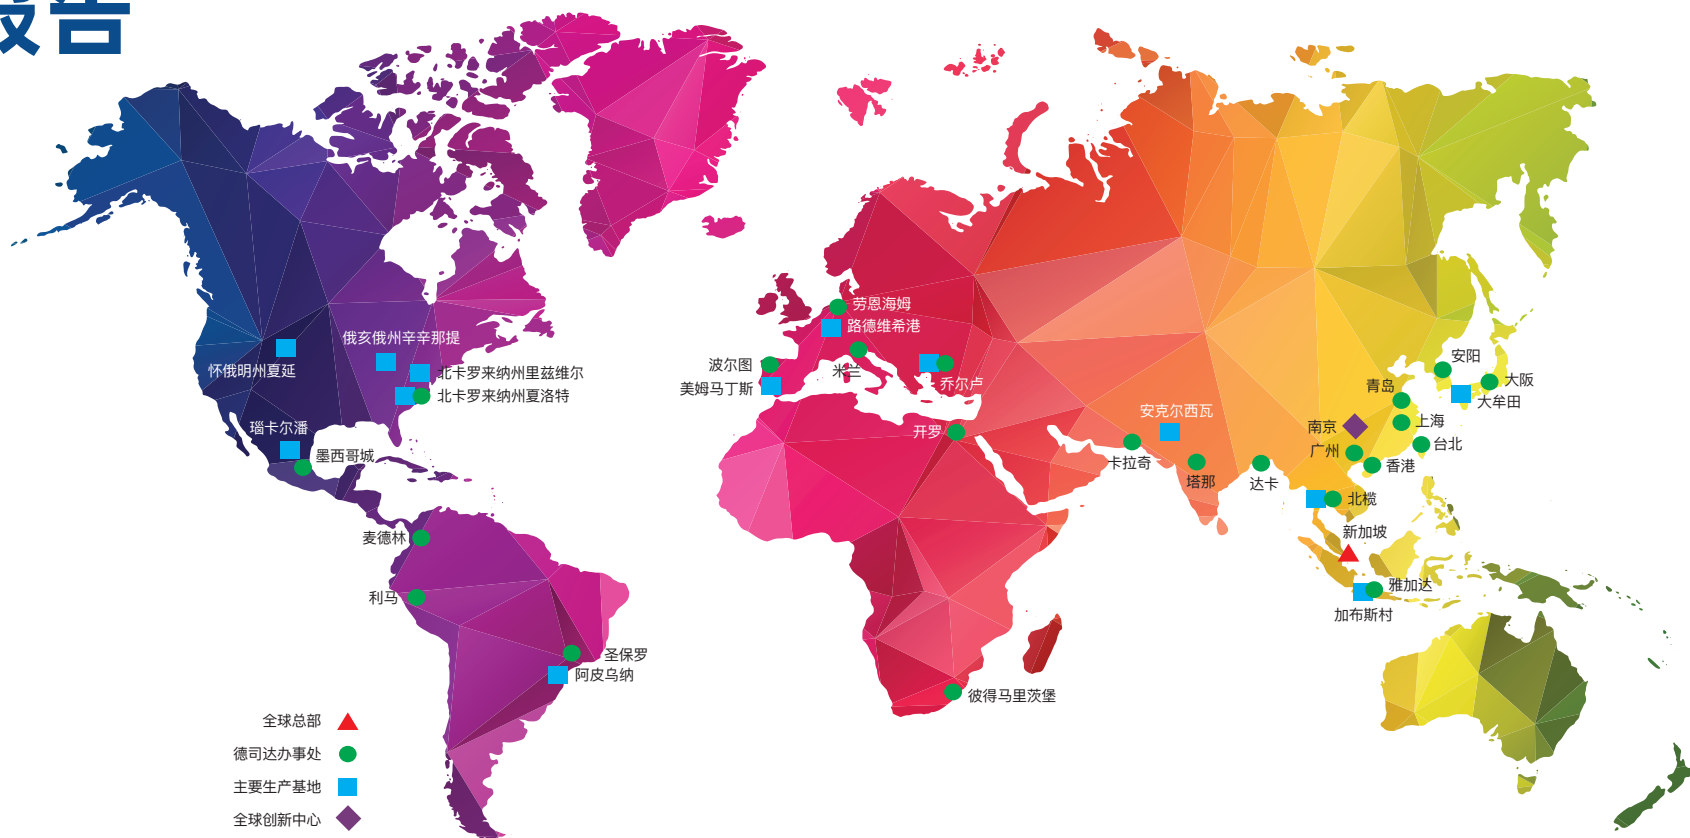 报告
劳恩海姆
路德维希港
俄亥俄州辛辛那提
怀俄明州夏延
北卡罗来纳州里兹维尔
北卡罗来纳州夏洛特
波尔图
米兰
美姆马丁斯
乔尔卢
安阳
青岛
大阪
大牟田
瑙卡尔潘
墨西哥城
开罗
安克尔西瓦
南京
上海
广州
台北
香港
卡拉奇
塔那
达卡
北榄
麦德林
新加坡
利马
雅加达
加布斯村
圣保罗
阿皮乌纳
彼得马里茨堡
全球总部
德司达办事处
主要生产基地
全球创新中心